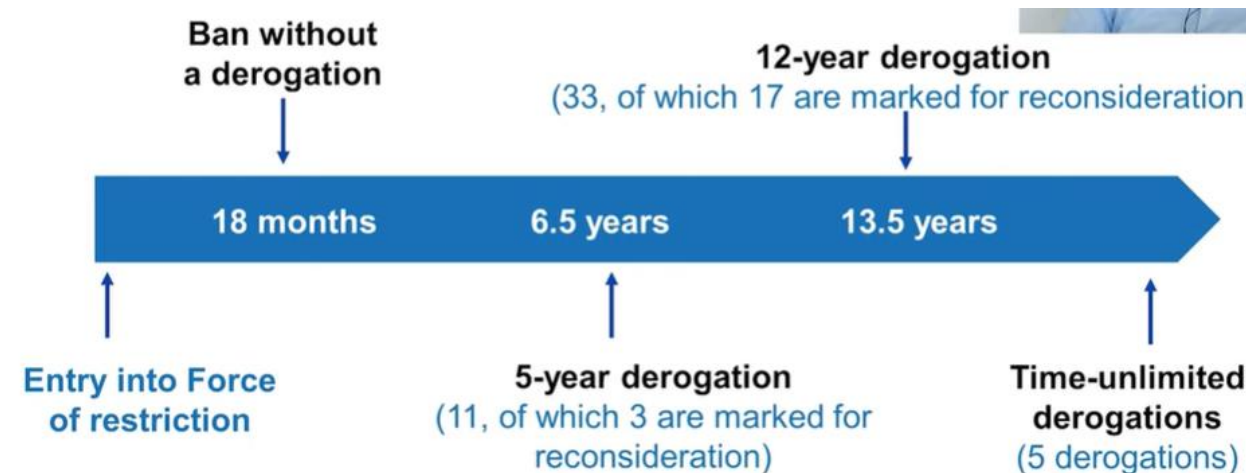 Ban without
a derogation
12-year derogation
(33, of which 17 are marked for reconsideration
18 months
6.5 years
13.5 years
Entry into Force
of restriction
5-year derogation
(11, of which 3 are marked for
reconsideration)
Time-unlimited
derogations
(5 derogations)